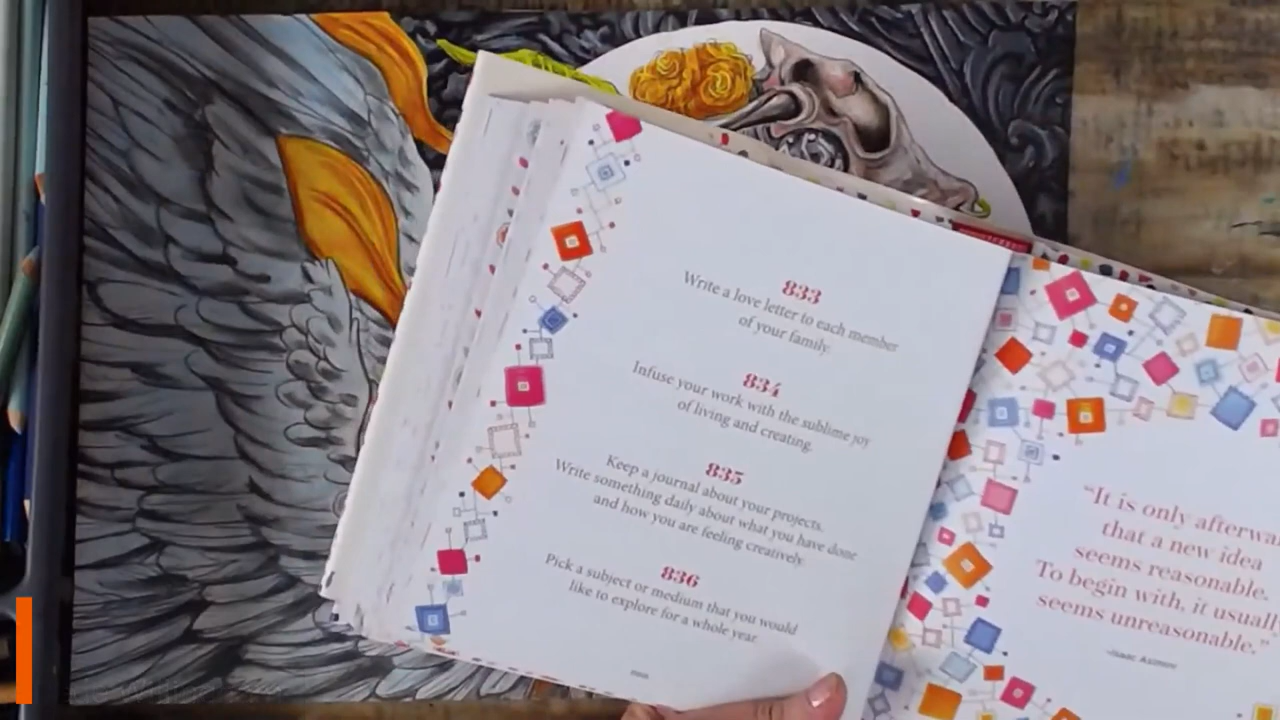 833
Write a love letter to each member
of your family.
834
Infuse your work with the sublime joy
of living and creating.
835
Keep a journal about your projects.
Write something daily about what you have done
and how you are feeling creatively.
836
Pick a subject or medium that you would
like to explore for a whole year.
"It is only
that a new idea
seems reasonable.
To begin with, it usually
seems unreasonable."
-Isaac Asimov